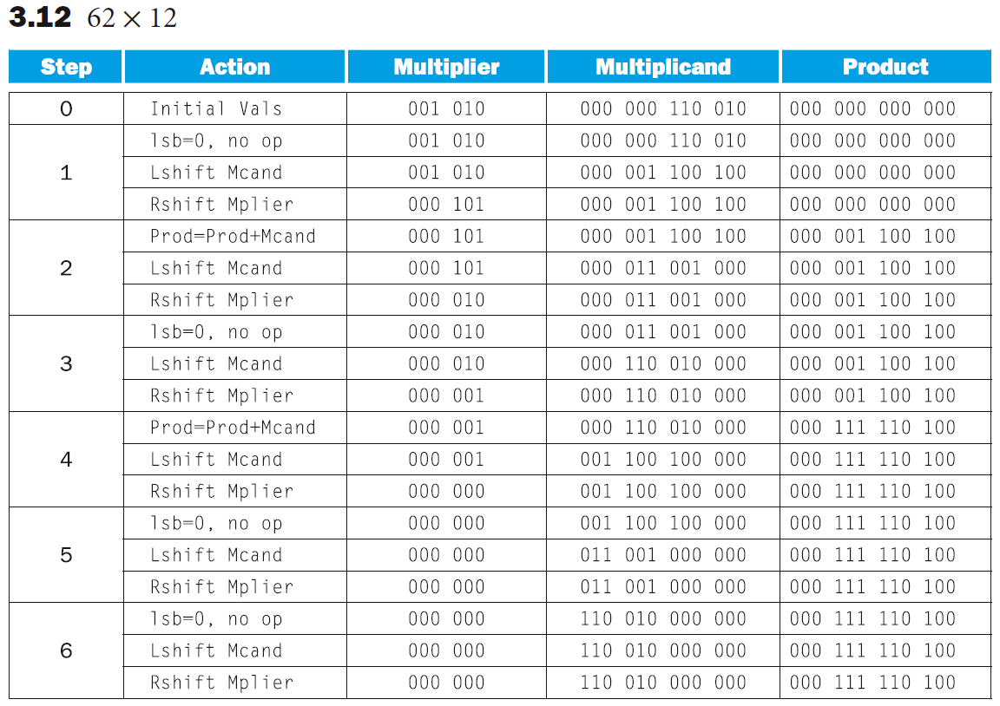 3.12 62 × 12
Step Action Multiplier Multiplicand Product
0 Initial Vals 001 010 000 000 110 010 000 000 000 000
lsb=0, no op 001 010 000 000 110 010 000 000 000 000
1 Lshift Mcand 001 010 000 001 100 100 000 000 000 000
Rshift Mplier 000 101 000 001 100 100 000 000 000 000
Prod=Prod+Mcand 000 101 000 001 100 100 000 001 100 100
2 Lshift Mcand 000 101 000 011 001 000 000 001 100 100
Rshift Mplier 000 010 000 011 001 000 000 001 100 100
lsb=0, no op 000 010 000 011 001 000 000 001 100 100
3 Lshift Mcand 000 010 000 110 010 000 000 001 100 100
Rshift Mplier 000 001 000 110 010 000 000 001 100 100
Prod=Prod+Mcand 000 001 000 110 010 000 000 111 110 100
4 Lshift Mcand 000 001 001 100 100 000 000 111 110 100
Rshift Mplier 000 000 001 100 100 000 000 111 110 100
lsb=0, no op 000 000 001 100 100 000 000 111 110 100
5 Lshift Mcand 000 000 011 001 000 000 000 111 110 100
Rshift Mplier 000 000 011 001 000 000 000 111 110 100
lsb=0, no op 000 000 110 010 000 000 000 111 110 100
6 Lshift Mcand 000 000 110 010 000 000 000 111 110 100
Rshift Mplier 000 000 110 010 000 000 000 111 110 100